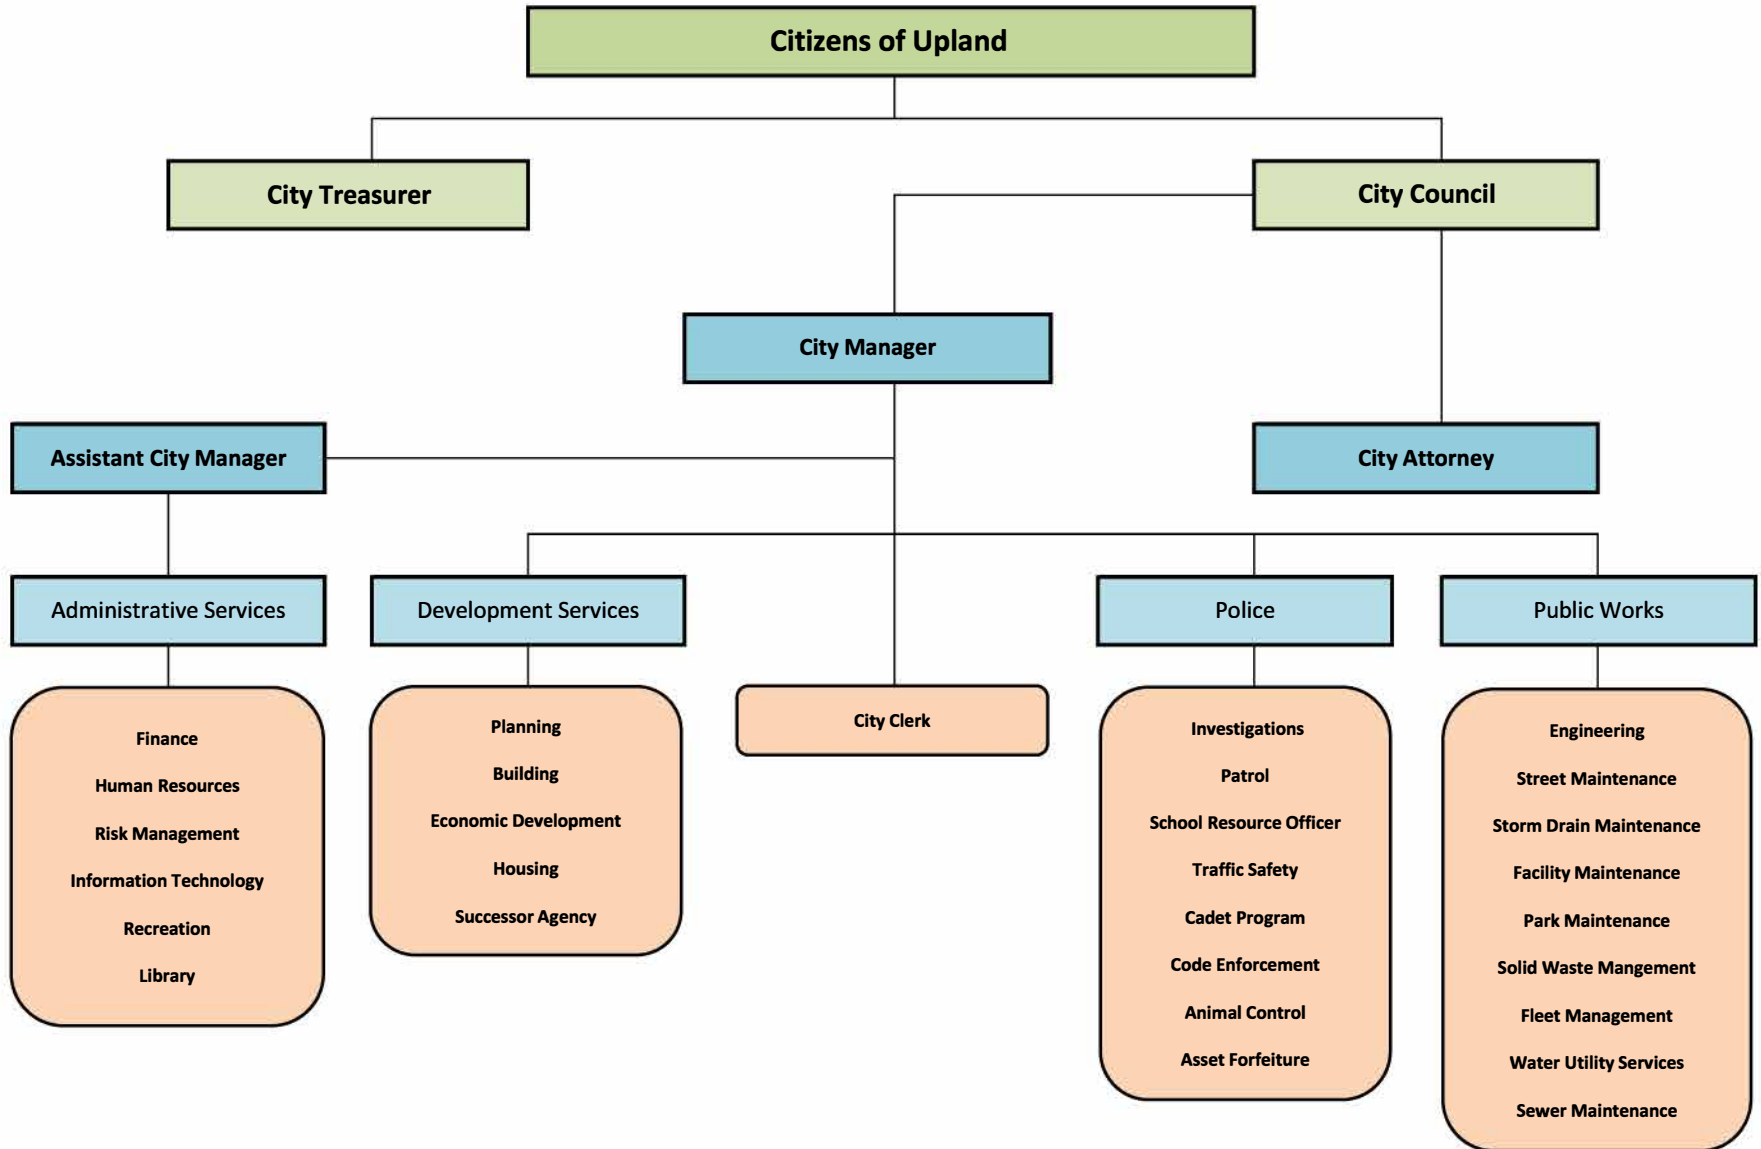 Citizens of Upland
City Treasurer
City Council
City Manager
Assistant City Manager
City Attorney
Administrative Services
Development Services
Police
Public Works
Finance
Human Resources
Risk Management
Information Technology
Recreation
Library
Planning
Building
Economic Development
Housing
Successor Agency
City Clerk
Investigations
Patrol
School Resource Officer
Traffic Safety
Cadet Program
Code Enforcement
Animal Control
Asset Forfeiture
Engineering
Street Maintenance
Storm Drain Maintenance
Facility Maintenance
Park Maintenance
Solid Waste Mangement
Fleet Management
Water Utility Services
Sewer Maintenance